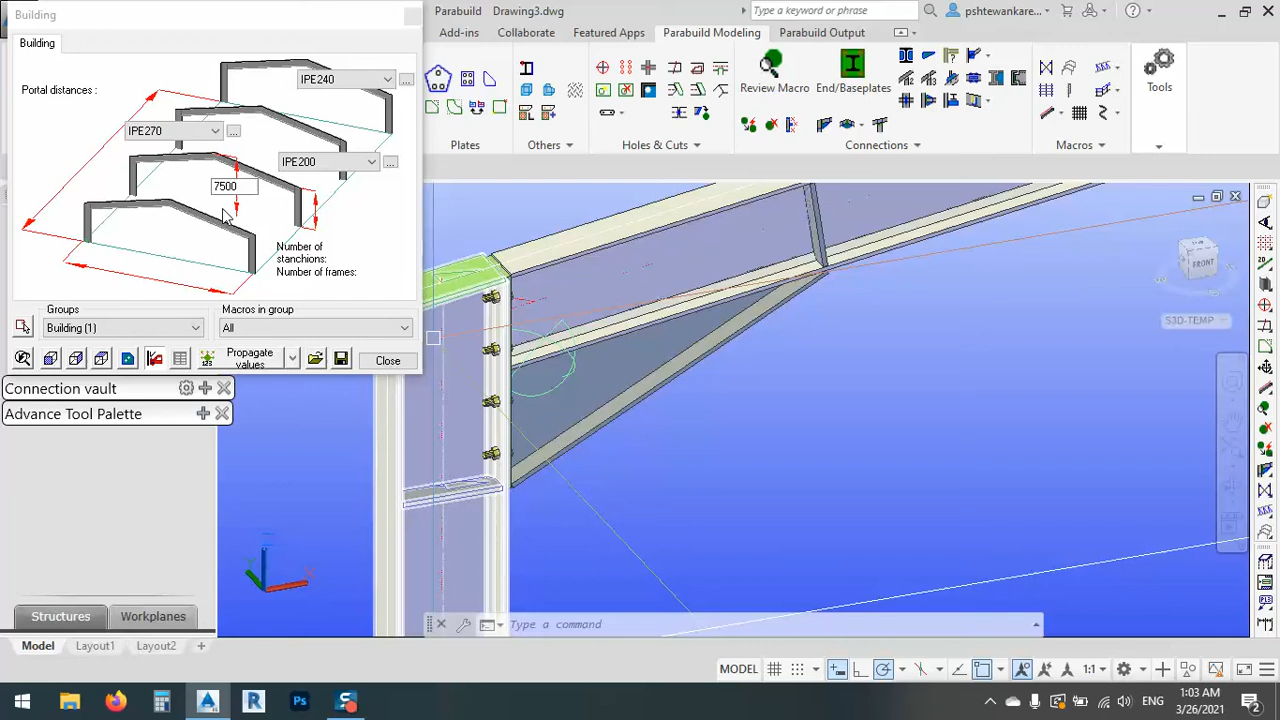 Building
Parabuild Drawing3.dwg
Type a keyword or phrase
pshtewankare...
Building
Add-ins
Collaborate
Featured Apps
Parabuild Modeling
Parabuild Output
Portal distances :
IPE240
IPE270
IPE200
7500
Number of
stanchions:
Number of frames:
Review Macro
End/Baseplates
Tools
Plates
Others
Holes & Cuts
Connections
Macros
Groups
Macros in group
Building (1)
All
Propagate
values
Close
Connection vault
Advance Tool Palette
FRONT
S3D-TEMP
Structures
Workplanes
Type a command
Model
Layout1
Layout2
MODEL
1:1
ENG
1:03 AM
3/26/2021
2